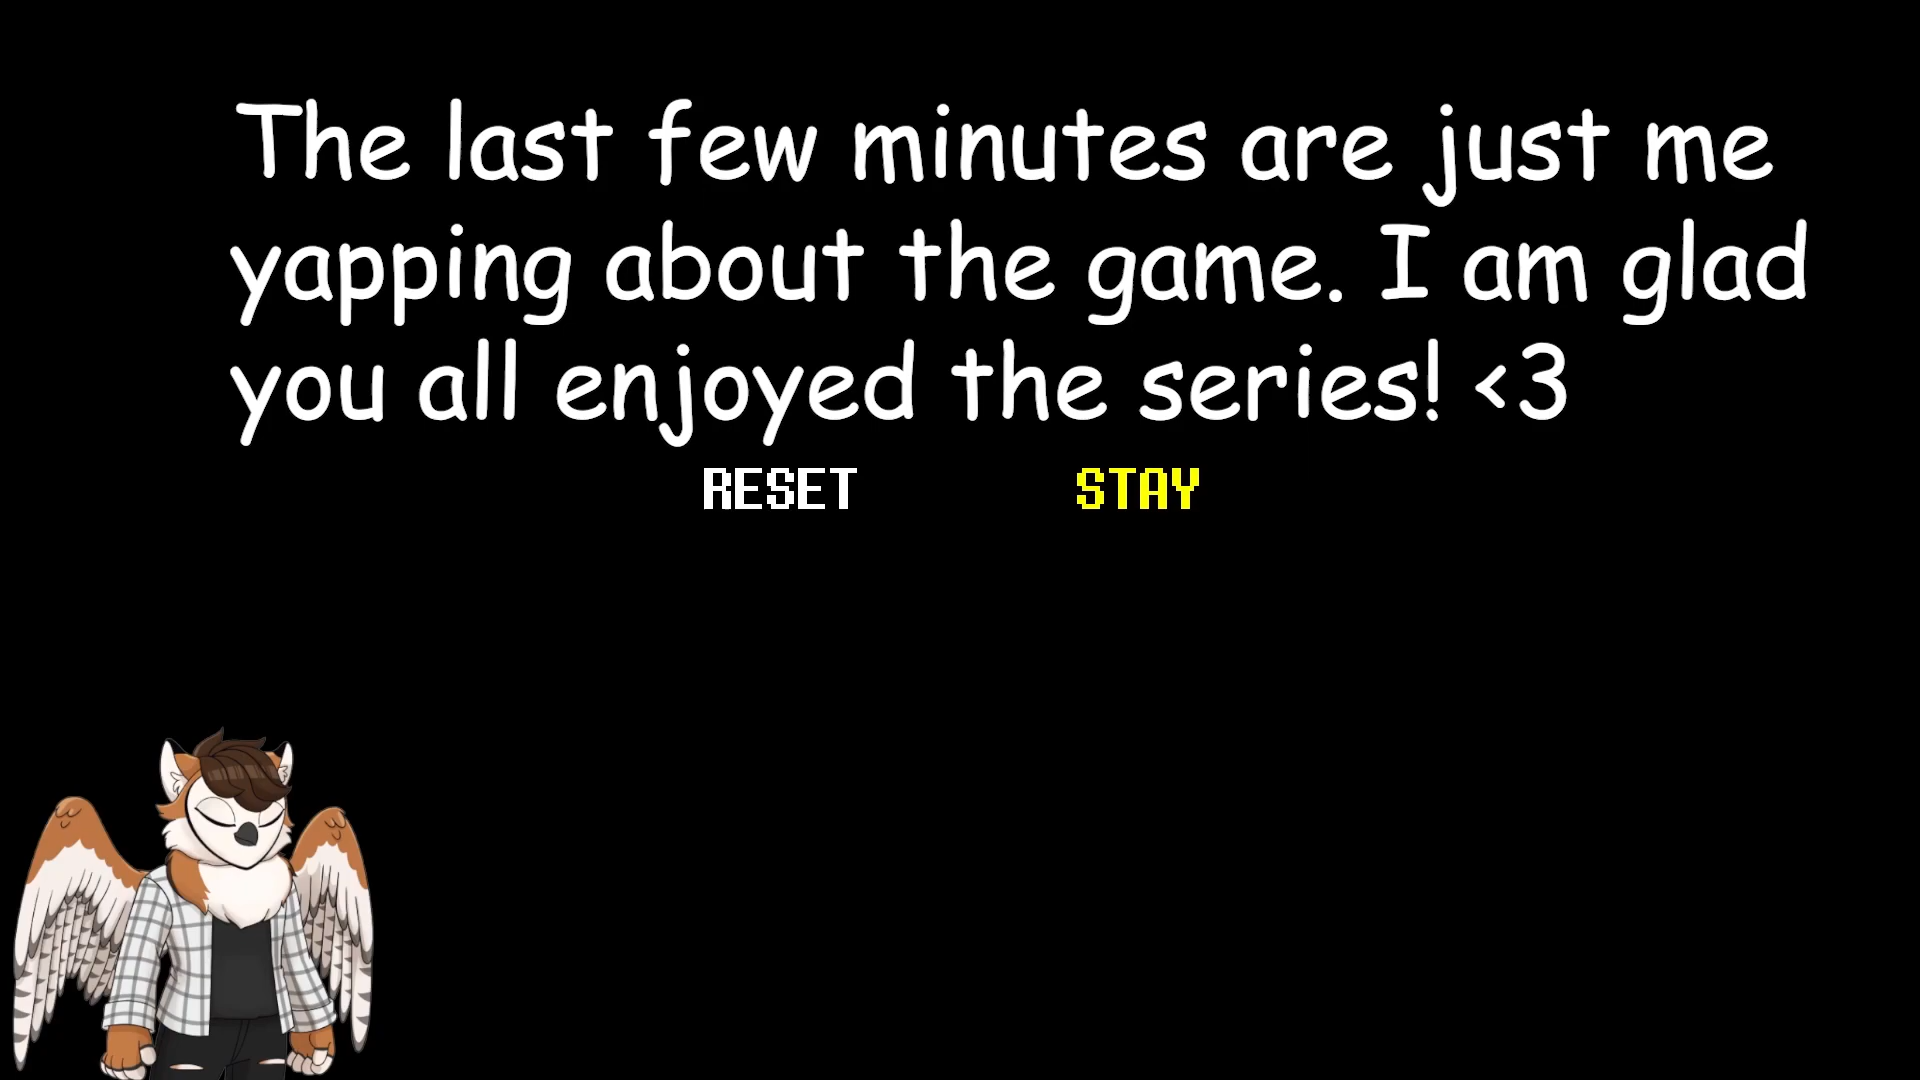 The last few minutes are just me
yapping about the game. I am glad
you all enjoyed the series! <3
RESET STAY